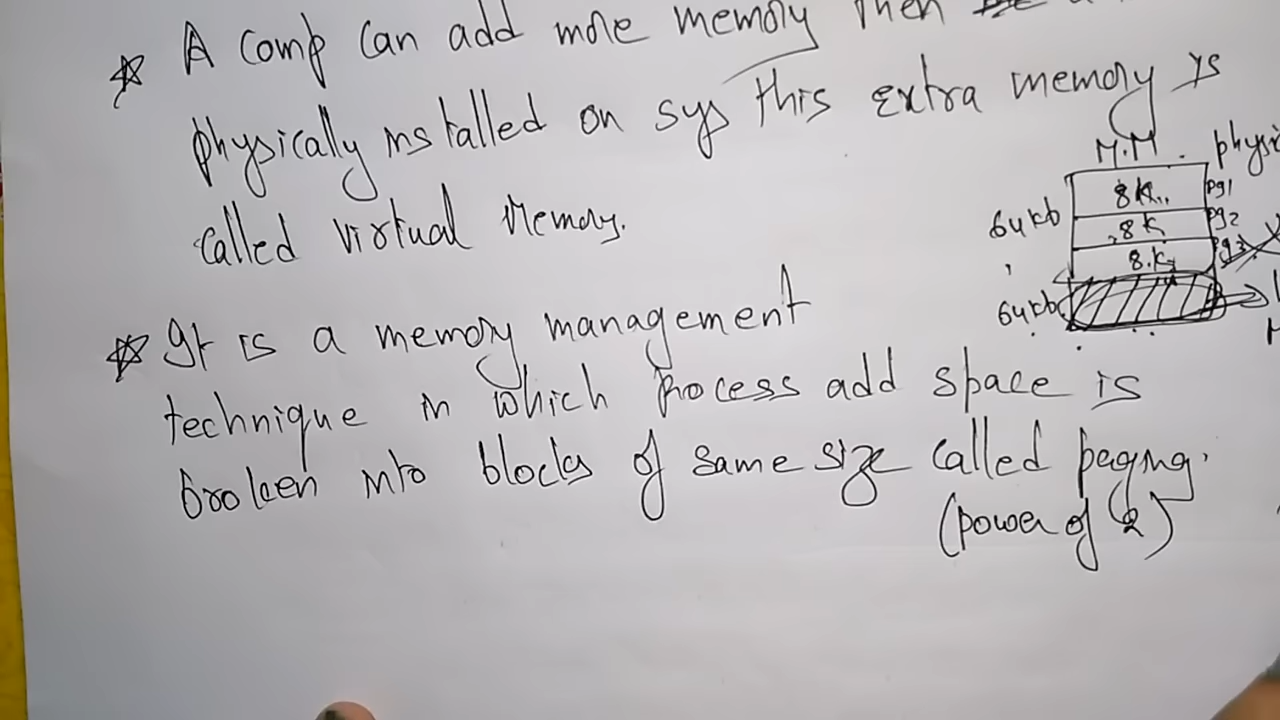 A Comp Can add more memory then
physically installed on sys This extra memory is
Called virtual Memory.
M.M. physi
8K pg1
64kb
8K pg2
8.K pg3
64kb
It is a memory management
technique in which process add space is
broken into blocks of same size called paging.
(power of 2)